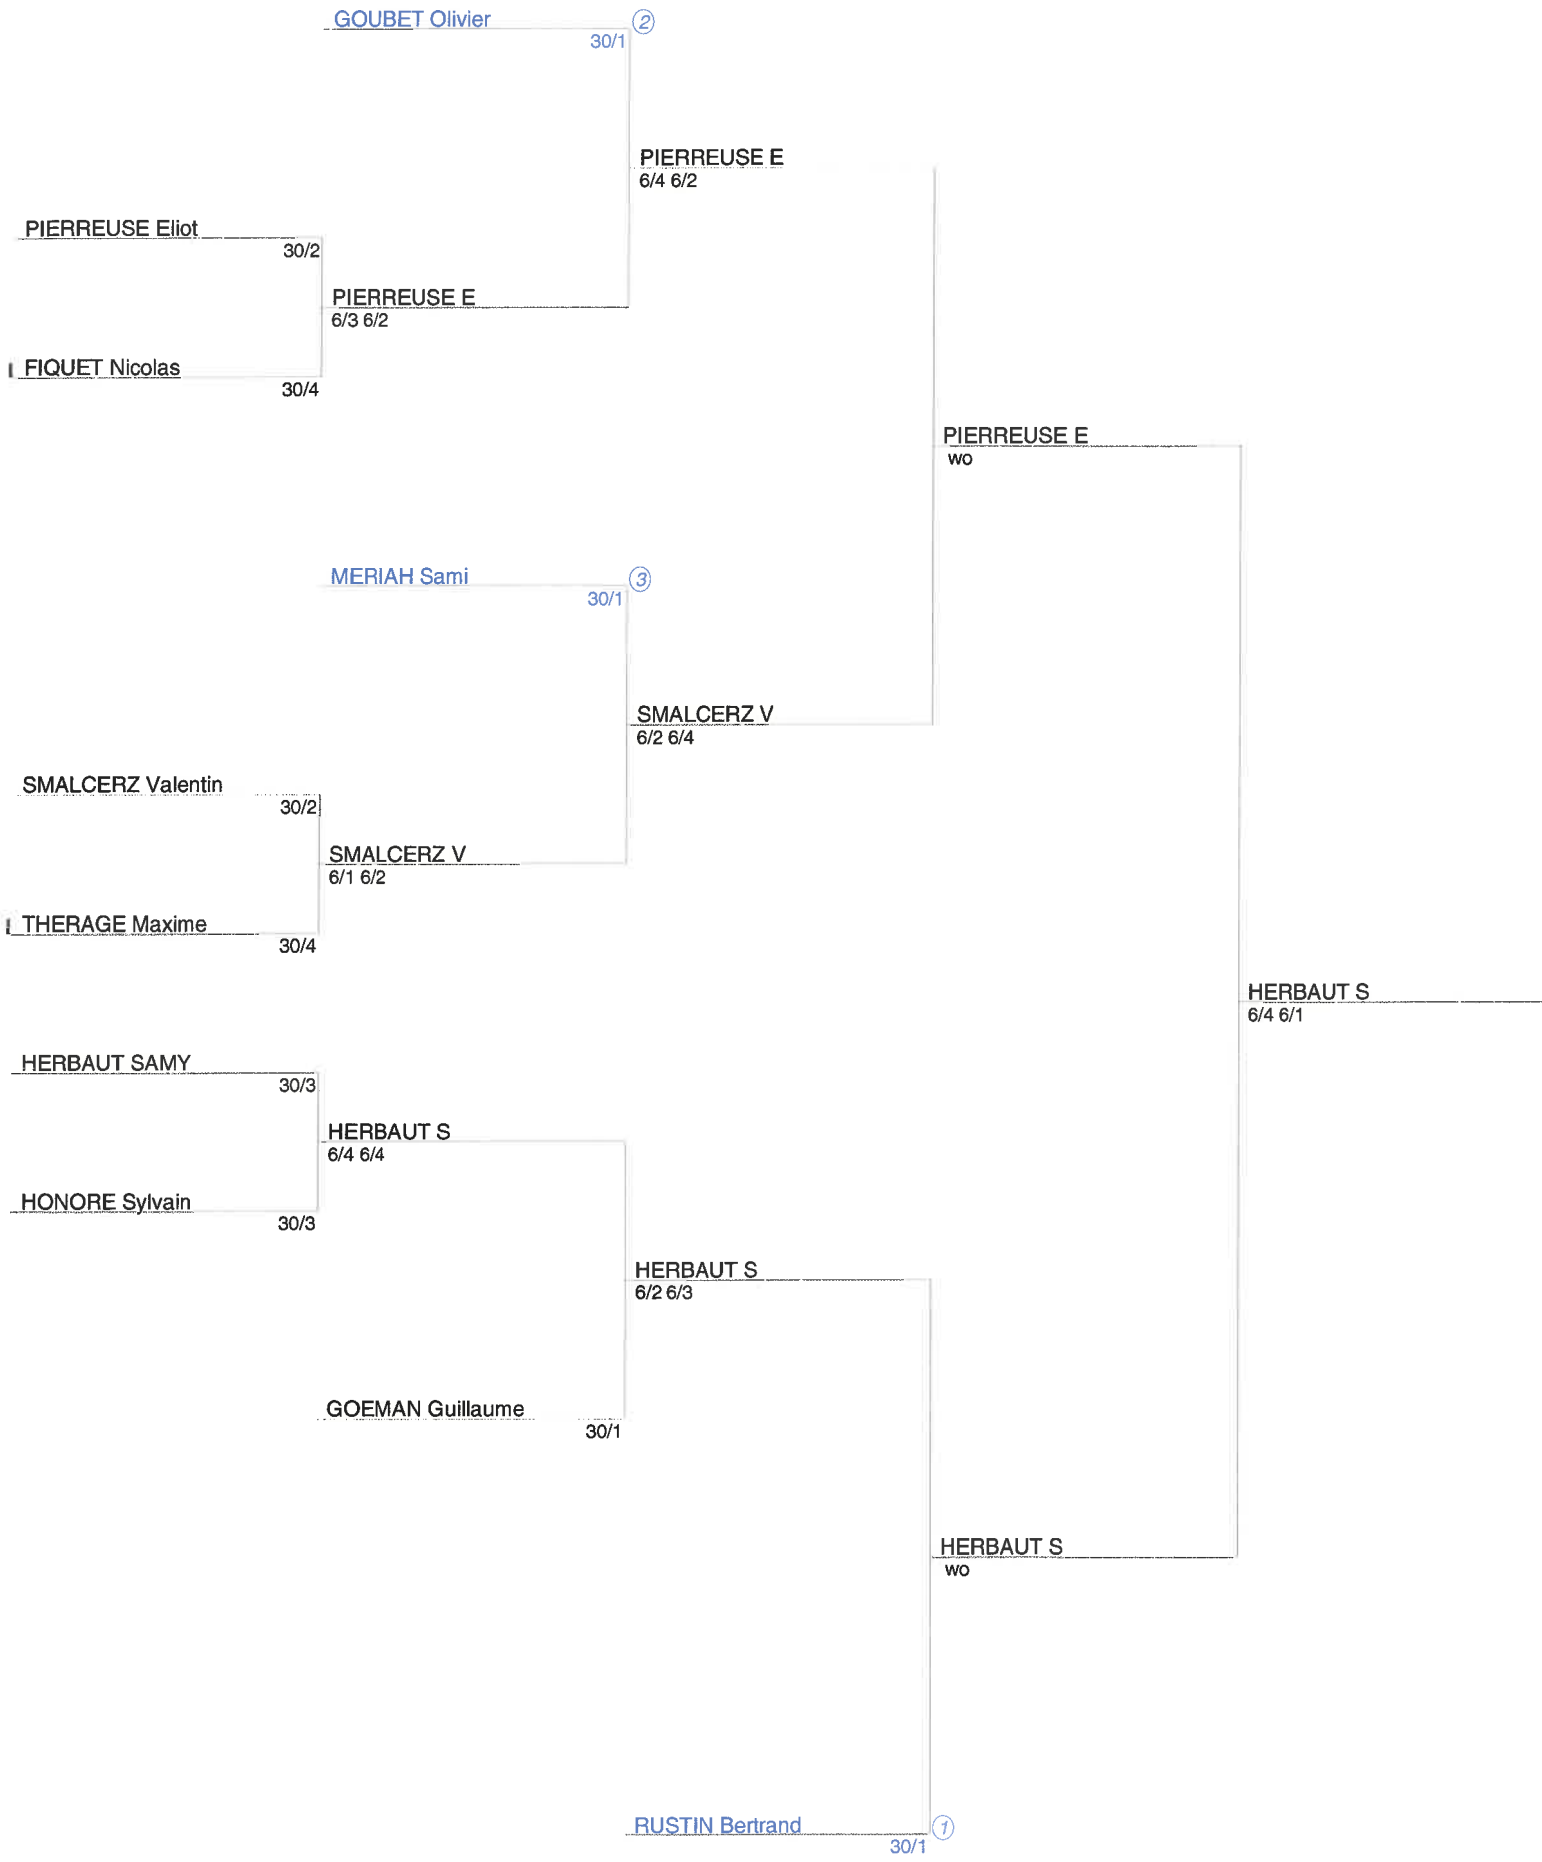 GOUBET Olivier 2
30/1
PIERREUSE E
6/4 6/2
PIERREUSE Eliot
30/2
PIERREUSE E
6/3 6/2
FIQUET Nicolas
30/4
PIERREUSE E
wo
MERIAH Sami 3
30/1
SMALCERZ V
6/2 6/4
SMALCERZ Valentin
30/2
SMALCERZ V
6/1 6/2
THERAGE Maxime
30/4
HERBAUT S
6/4 6/1
HERBAUT SAMY
30/3
HERBAUT S
6/4 6/4
HONORE Sylvain
30/3
HERBAUT S
6/2 6/3
GOEMAN Guillaume
30/1
HERBAUT S
wo
RUSTIN Bertrand 1
30/1